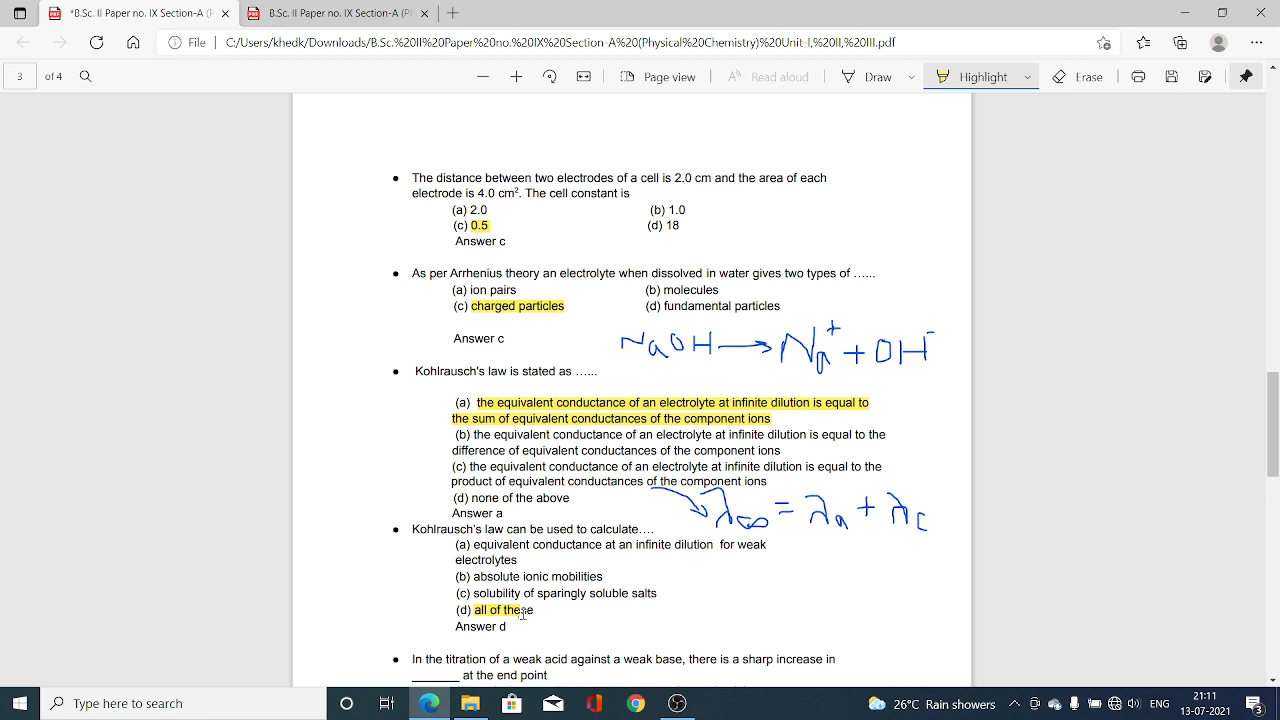 *B.Sc. II Paper no. IX Section-A (P
B.Sc. II Paper no. IX Section-A (Ph
File
C:/Users/khedk/Downloads/B.Sc.%20II%20Paper%20no.%20IX%20Section-A%20(Physical%20Chemistry)%20Unit-I,%20II,%20III.pdf
3 of 4
Page view
Read aloud
Draw
Highlight
Erase
The distance between two electrodes of a cell is 2.0 cm and the area of each
electrode is 4.0 cm². The cell constant is
(a) 2.0 (b) 1.0
(c) 0.5 (d) 18
Answer c
As per Arrhenius theory an electrolyte when dissolved in water gives two types of …...
(a) ion pairs (b) molecules
(c) charged particles (d) fundamental particles
Answer c
NaOH → Na⁺ + OH⁻
Kohlrausch's law is stated as …...
(a) the equivalent conductance of an electrolyte at infinite dilution is equal to
the sum of equivalent conductances of the component ions
(b) the equivalent conductance of an electrolyte at infinite dilution is equal to the
difference of equivalent conductances of the component ions
(c) the equivalent conductance of an electrolyte at infinite dilution is equal to the
product of equivalent conductances of the component ions
(d) none of the above
λ∞ = λa + λc
Answer a
Kohlrausch's law can be used to calculate….
(a) equivalent conductance at an infinite dilution for weak
electrolytes
(b) absolute ionic mobilities
(c) solubility of sparingly soluble salts
(d) all of these
Answer d
In the titration of a weak acid against a weak base, there is a sharp increase in
______ at the end point
Type here to search
26°C Rain showers
ENG
21:11
13-07-2021